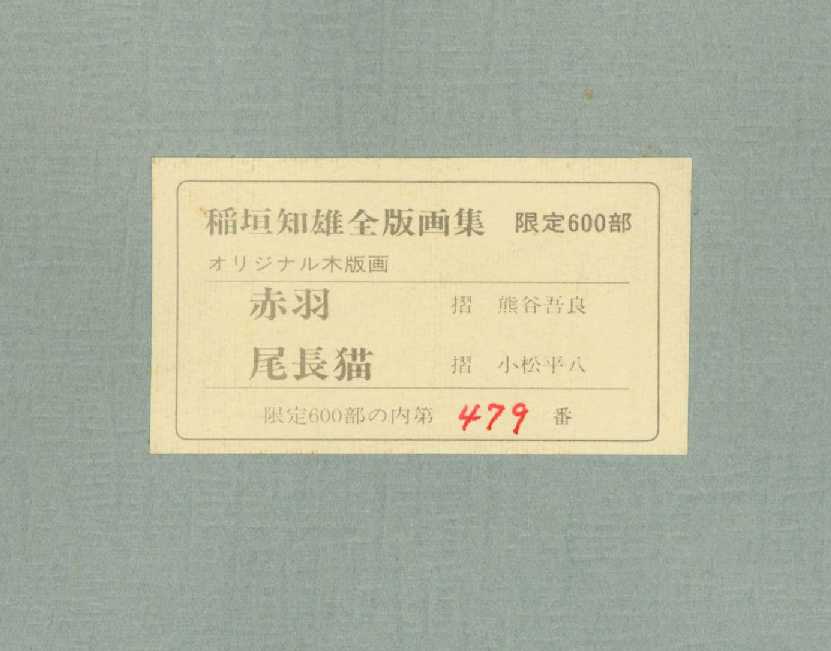 稲垣知雄全版画集 限定600部
オリジナル木版画
赤羽 摺 熊谷吾良
尾長猫 摺 小松平八
限定600部の内第 479 番